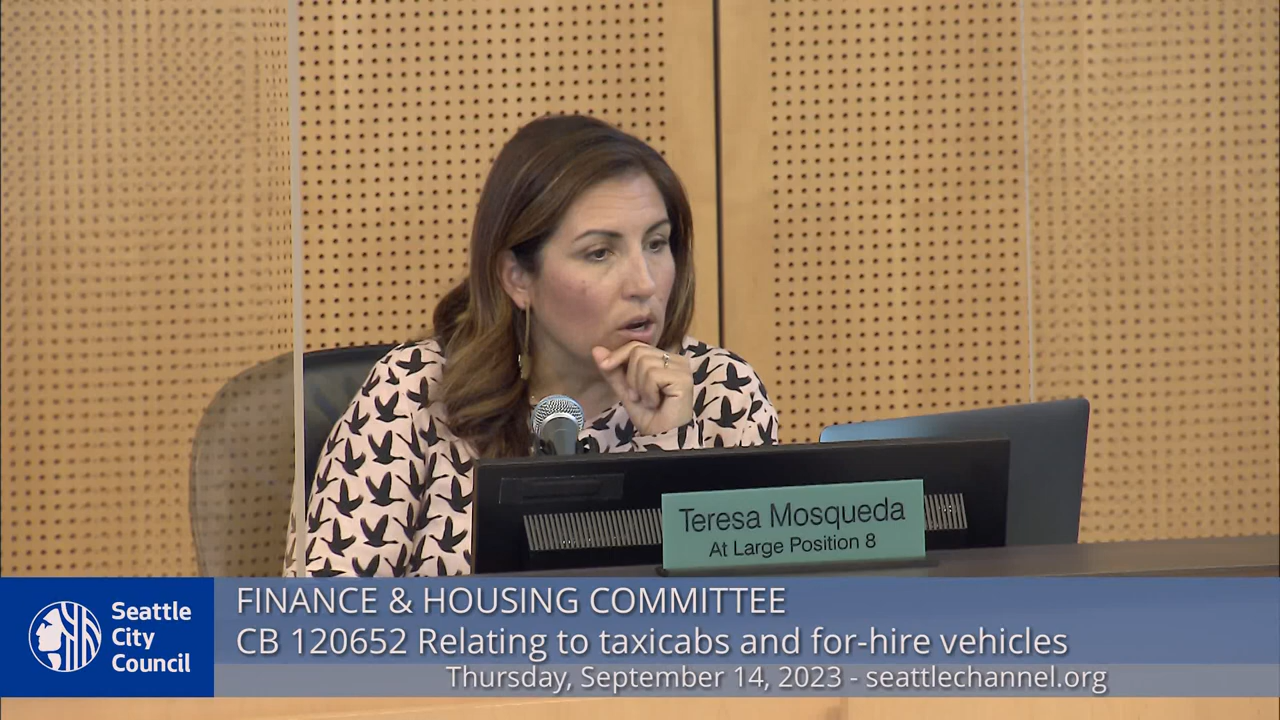 Teresa Mosqueda
At Large Position 8
Seattle
City
Council
FINANCE & HOUSING COMMITTEE
CB 120652 Relating to taxicabs and for-hire vehicles
Thursday, September 14, 2023 - seattlechannel.org